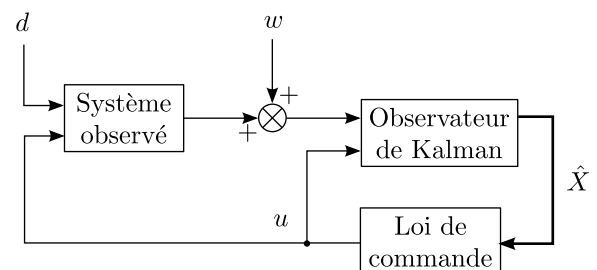 d
w
+
Système
observé
+
Observateur
de Kalman
X̂
u
Loi de
commande